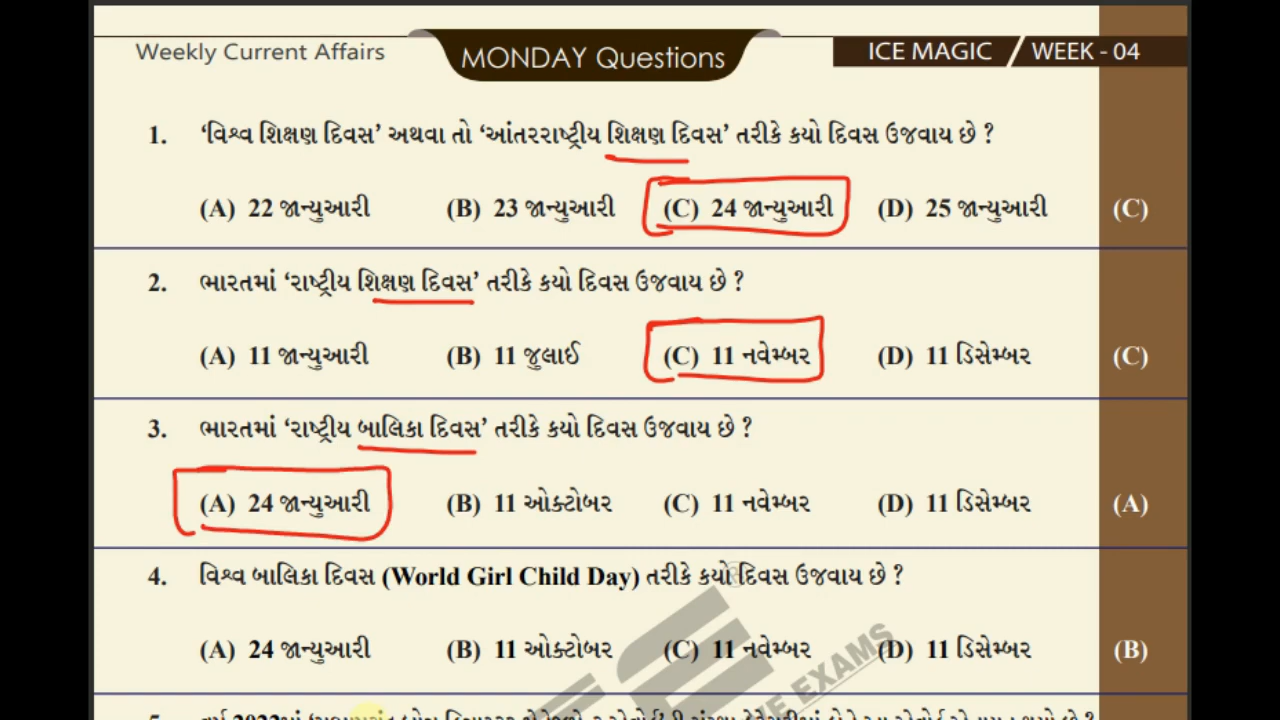 Weekly Current Affairs
MONDAY Questions
ICE MAGIC / WEEK - 04
1. ‘વિશ્વ શિક્ષણ દિવસ’ અથવા તો ‘આંતરરાષ્ટ્રીય શિક્ષણ દિવસ’ તરીકે કયો દિવસ ઉજવાય છે ?
(A) 22 જાન્યુઆરી (B) 23 જાન્યુઆરી (C) 24 જાન્યુઆરી (D) 25 જાન્યુઆરી (C)
2. ભારતમાં ‘રાષ્ટ્રીય શિક્ષણ દિવસ’ તરીકે કયો દિવસ ઉજવાય છે ?
(A) 11 જાન્યુઆરી (B) 11 જુલાઈ (C) 11 નવેમ્બર (D) 11 ડિસેમ્બર (C)
3. ભારતમાં ‘રાષ્ટ્રીય બાલિકા દિવસ’ તરીકે કયો દિવસ ઉજવાય છે ?
(A) 24 જાન્યુઆરી (B) 11 ઓક્ટોબર (C) 11 નવેમ્બર (D) 11 ડિસેમ્બર (A)
4. વિશ્વ બાલિકા દિવસ (World Girl Child Day) તરીકે કયો દિવસ ઉજવાય છે ?
(A) 24 જાન્યુઆરી (B) 11 ઓક્ટોબર (C) 11 નવેમ્બર (D) 11 ડિસેમ્બર (B)
EXAMS